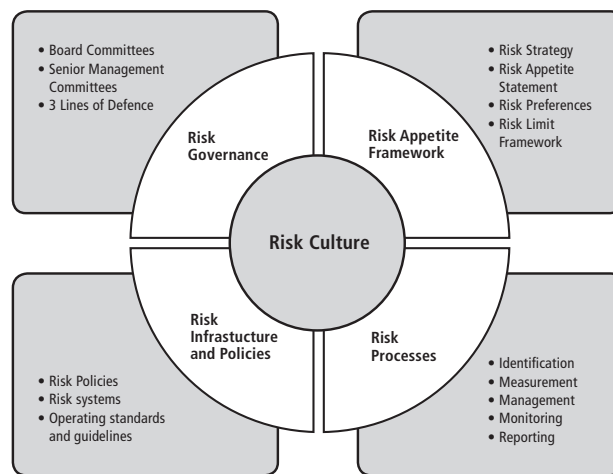 • Board Committees
• Senior Management
Committees
• 3 Lines of Defence
Risk
Governance
• Risk Strategy
• Risk Appetite
Statement
• Risk Preferences
• Risk Limit
Framework
Risk Appetite
Framework
Risk Culture
Risk
Infrastucture
and Policies
• Risk Policies
• Risk systems
• Operating standards
and guidelines
Risk
Processes
• Identification
• Measurement
• Management
• Monitoring
• Reporting